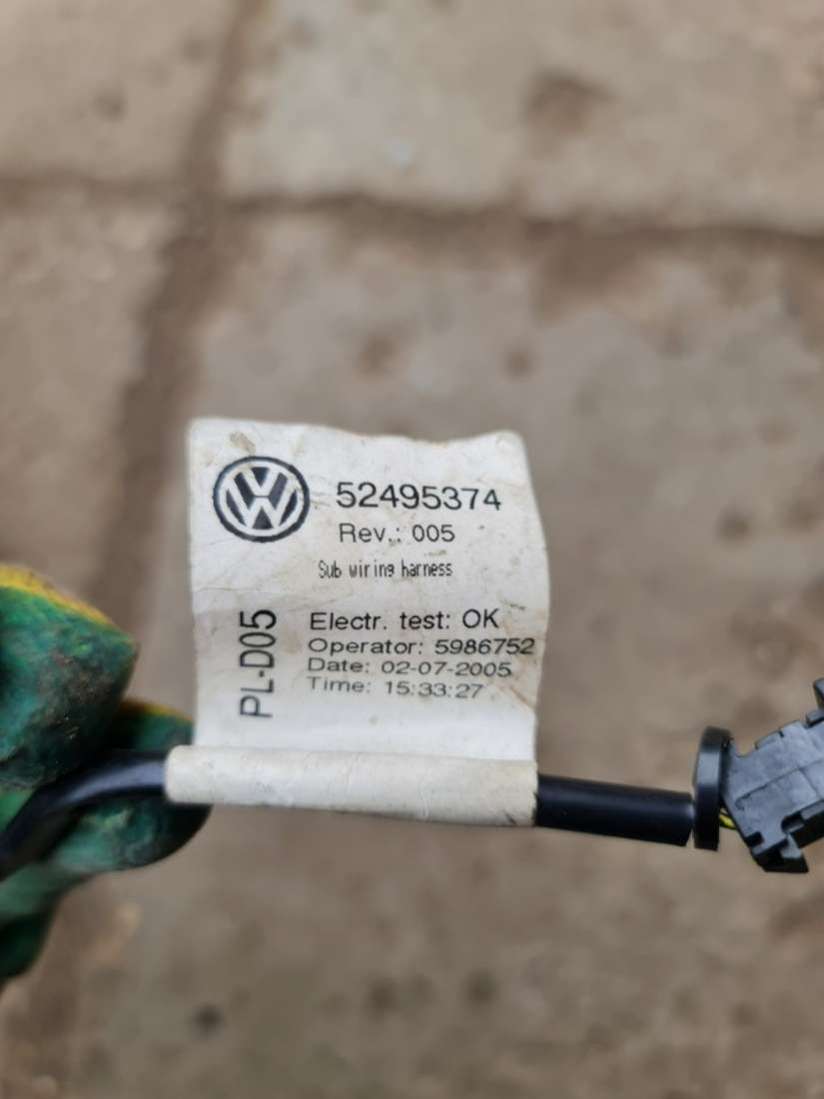 52495374
Rev.: 005
Sub wiring harness
PL-D05
Electr. test: OK
Operator: 5986752
Date: 02-07-2005
Time: 15:33:27